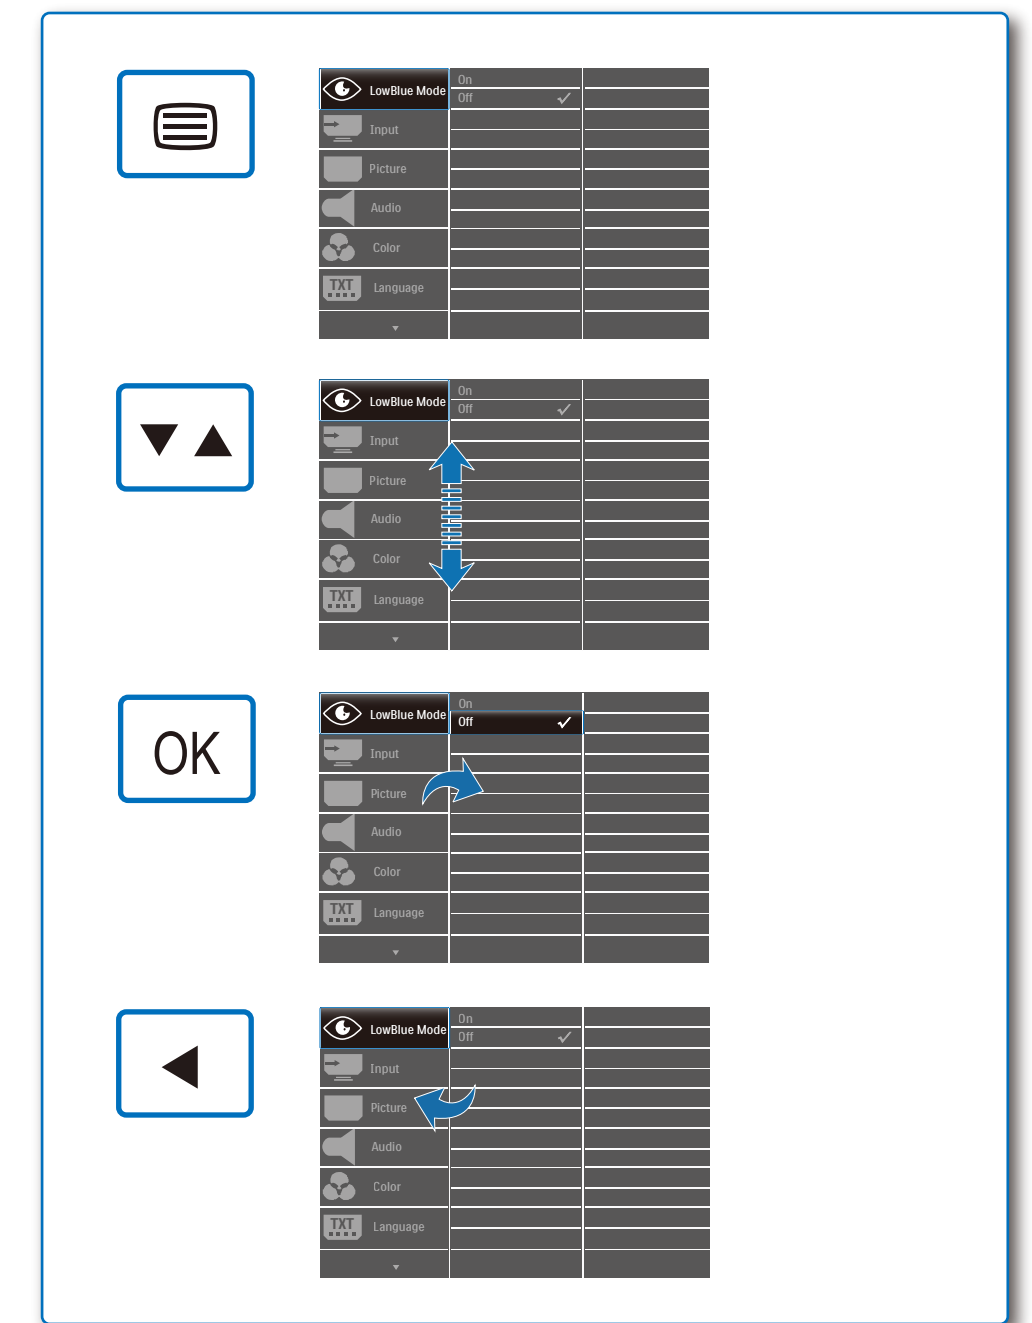 On
LowBlue Mode
Off
Input
Picture
Audio
Color
TXT
Language
On
LowBlue Mode
Off
Input
Picture
Audio
Color
TXT
Language
OK
On
LowBlue Mode
Off
Input
Picture
Audio
Color
TXT
Language
On
LowBlue Mode
Off
Input
Picture
Audio
Color
TXT
Language